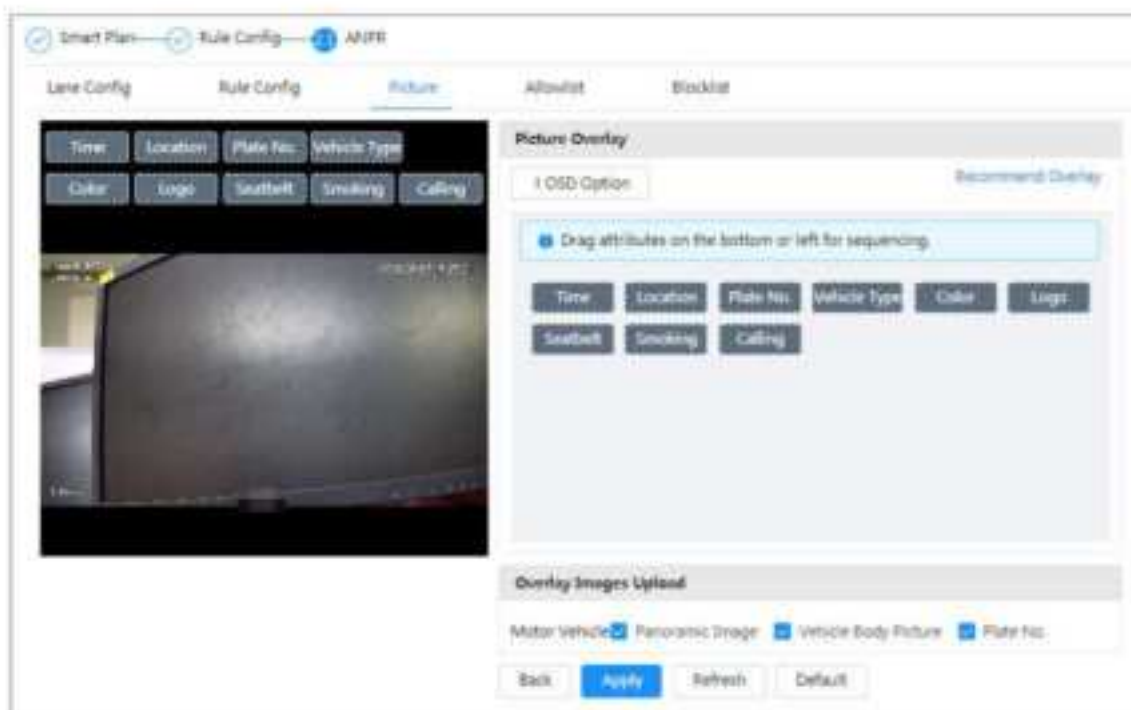 Smart Plan Rule Config ANPR
Lane Config Rule Config Picture Allowlist Blocklist
Time Location Plate No. Vehicle Type
Color Logo Seatbelt Smoking Calling
Picture Overlay
OSD Option Recommend Overlay
Drag attributes on the bottom or left for sequencing.
Time Location Plate No. Vehicle Type Color Logo
Seatbelt Smoking Calling
Overlay Images Upload
Motor Vehicle Panoramic Image Vehicle Body Picture Plate No.
Back Apply Refresh Default